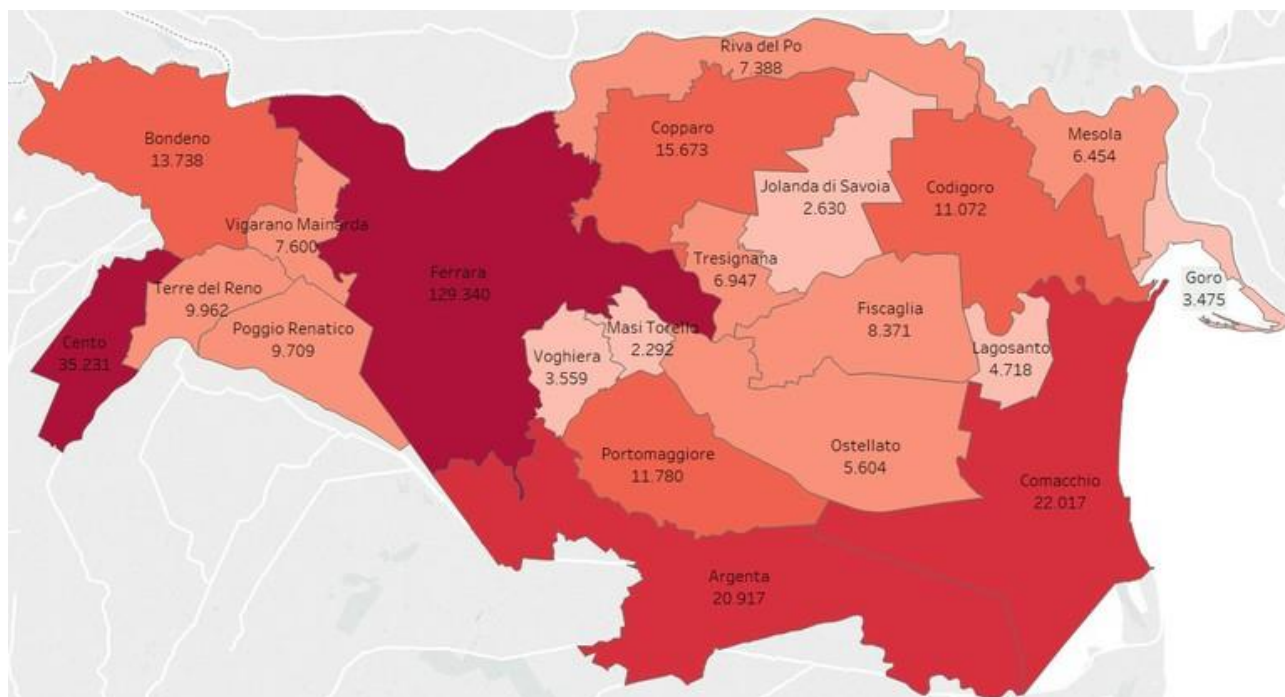 Riva del Po
7.388
Bondeno
13.738
Copparo
15.673
Mesola
6.454
Jolanda di Savoia
2.630
Codigoro
11.072
Vigarano Mainarda
7.600
Tresignana
6.947
Ferrara
129.340
Goro
3.475
Terre del Reno
9.962
Fiscaglia
8.371
Poggio Renatico
9.709
Masi Torello
2.292
Cento
35.231
Voghiera
3.559
Lagosanto
4.718
Ostellato
5.604
Portomaggiore
11.780
Comacchio
22.017
Argenta
20.917